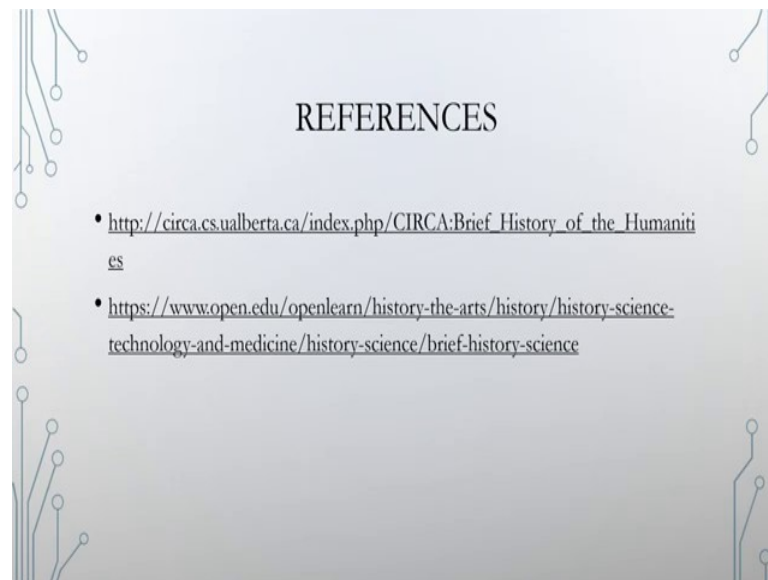 REFERENCES
• http://circa.cs.ualberta.ca/index.php/CIRCA:Brief_History_of_the_Humaniti
es
• https://www.open.edu/openlearn/history-the-arts/history/history-science-
technology-and-medicine/history-science/brief-history-science